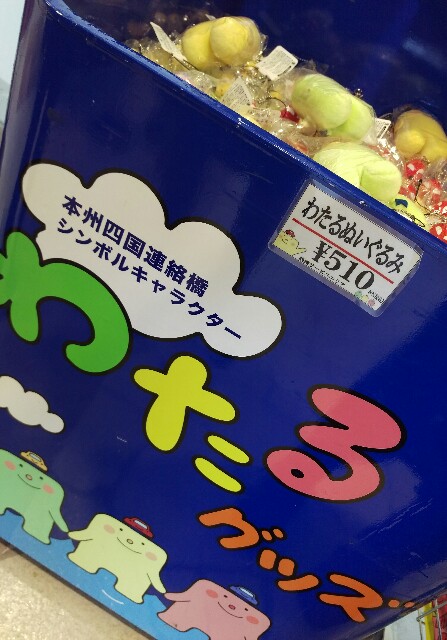 本州四国連絡橋
シンボルキャラクター
わたる
グッズ
わたるぬいぐるみ
¥510